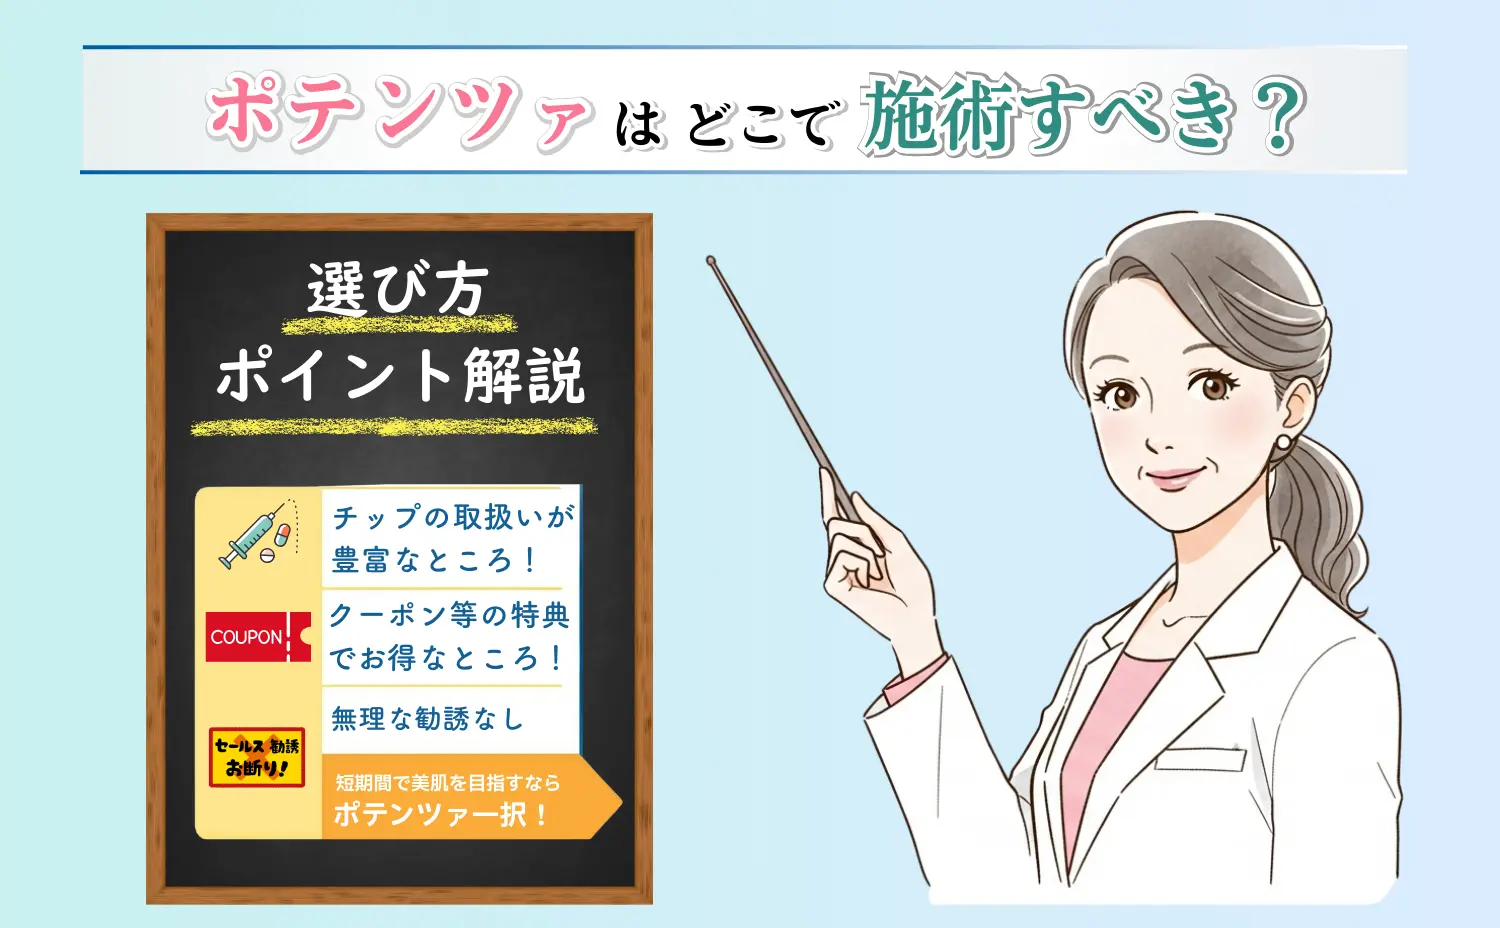 ポテンツァ は どこで 施術すべき？
選び方
ポイント解説
チップの取扱いが
豊富なところ！
COUPON
クーポン等の特典
でお得なところ！
無理な勧誘なし
セールス 勧誘
お断り！
短期間で美肌を目指すなら
ポテンツァ一択！